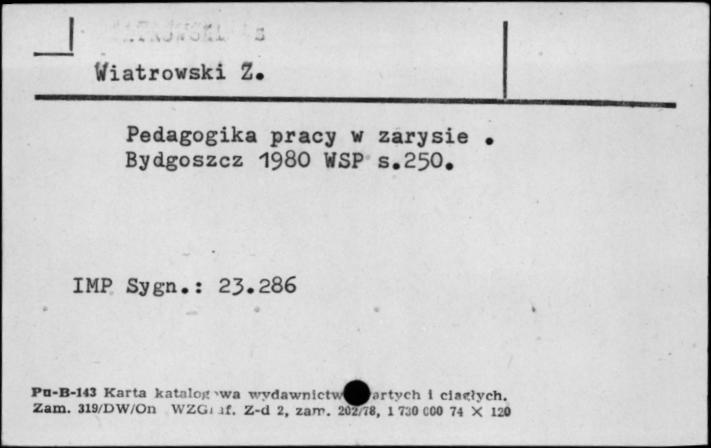 Wiatrowski Z.
Pedagogika pracy w zarysie .
Bydgoszcz 1980 WSP s.250.
IMP Sygn.: 23.286
Pu-B-143 Karta katalog wa wydawnictw artych i ciągłych.
Zam. 319/DW/On WZGraf. Z-d 2, zam. 202/78, 1 730 000 74 X 120